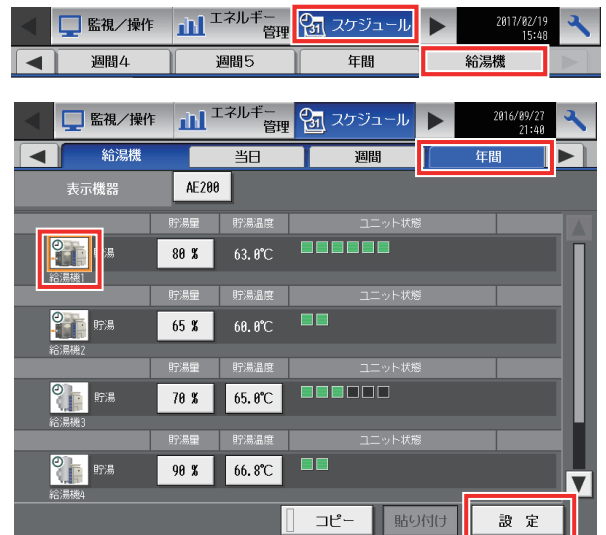 監視/操作 エネルギー管理 スケジュール 2017/02/19 15:48
週間4 週間5 年間 給湯機
監視/操作 エネルギー管理 スケジュール 2016/09/27 21:40
給湯機 当日 週間 年間
表示機器 AE200
貯湯量 貯湯温度 ユニット状態
貯湯 80 % 63.0℃
給湯機1
貯湯量 貯湯温度 ユニット状態
貯湯 65 % 60.0℃
給湯機2
貯湯量 貯湯温度 ユニット状態
貯湯 70 % 65.0℃
給湯機3
貯湯量 貯湯温度 ユニット状態
貯湯 90 % 66.8℃
給湯機4
コピー 貼り付け 設 定